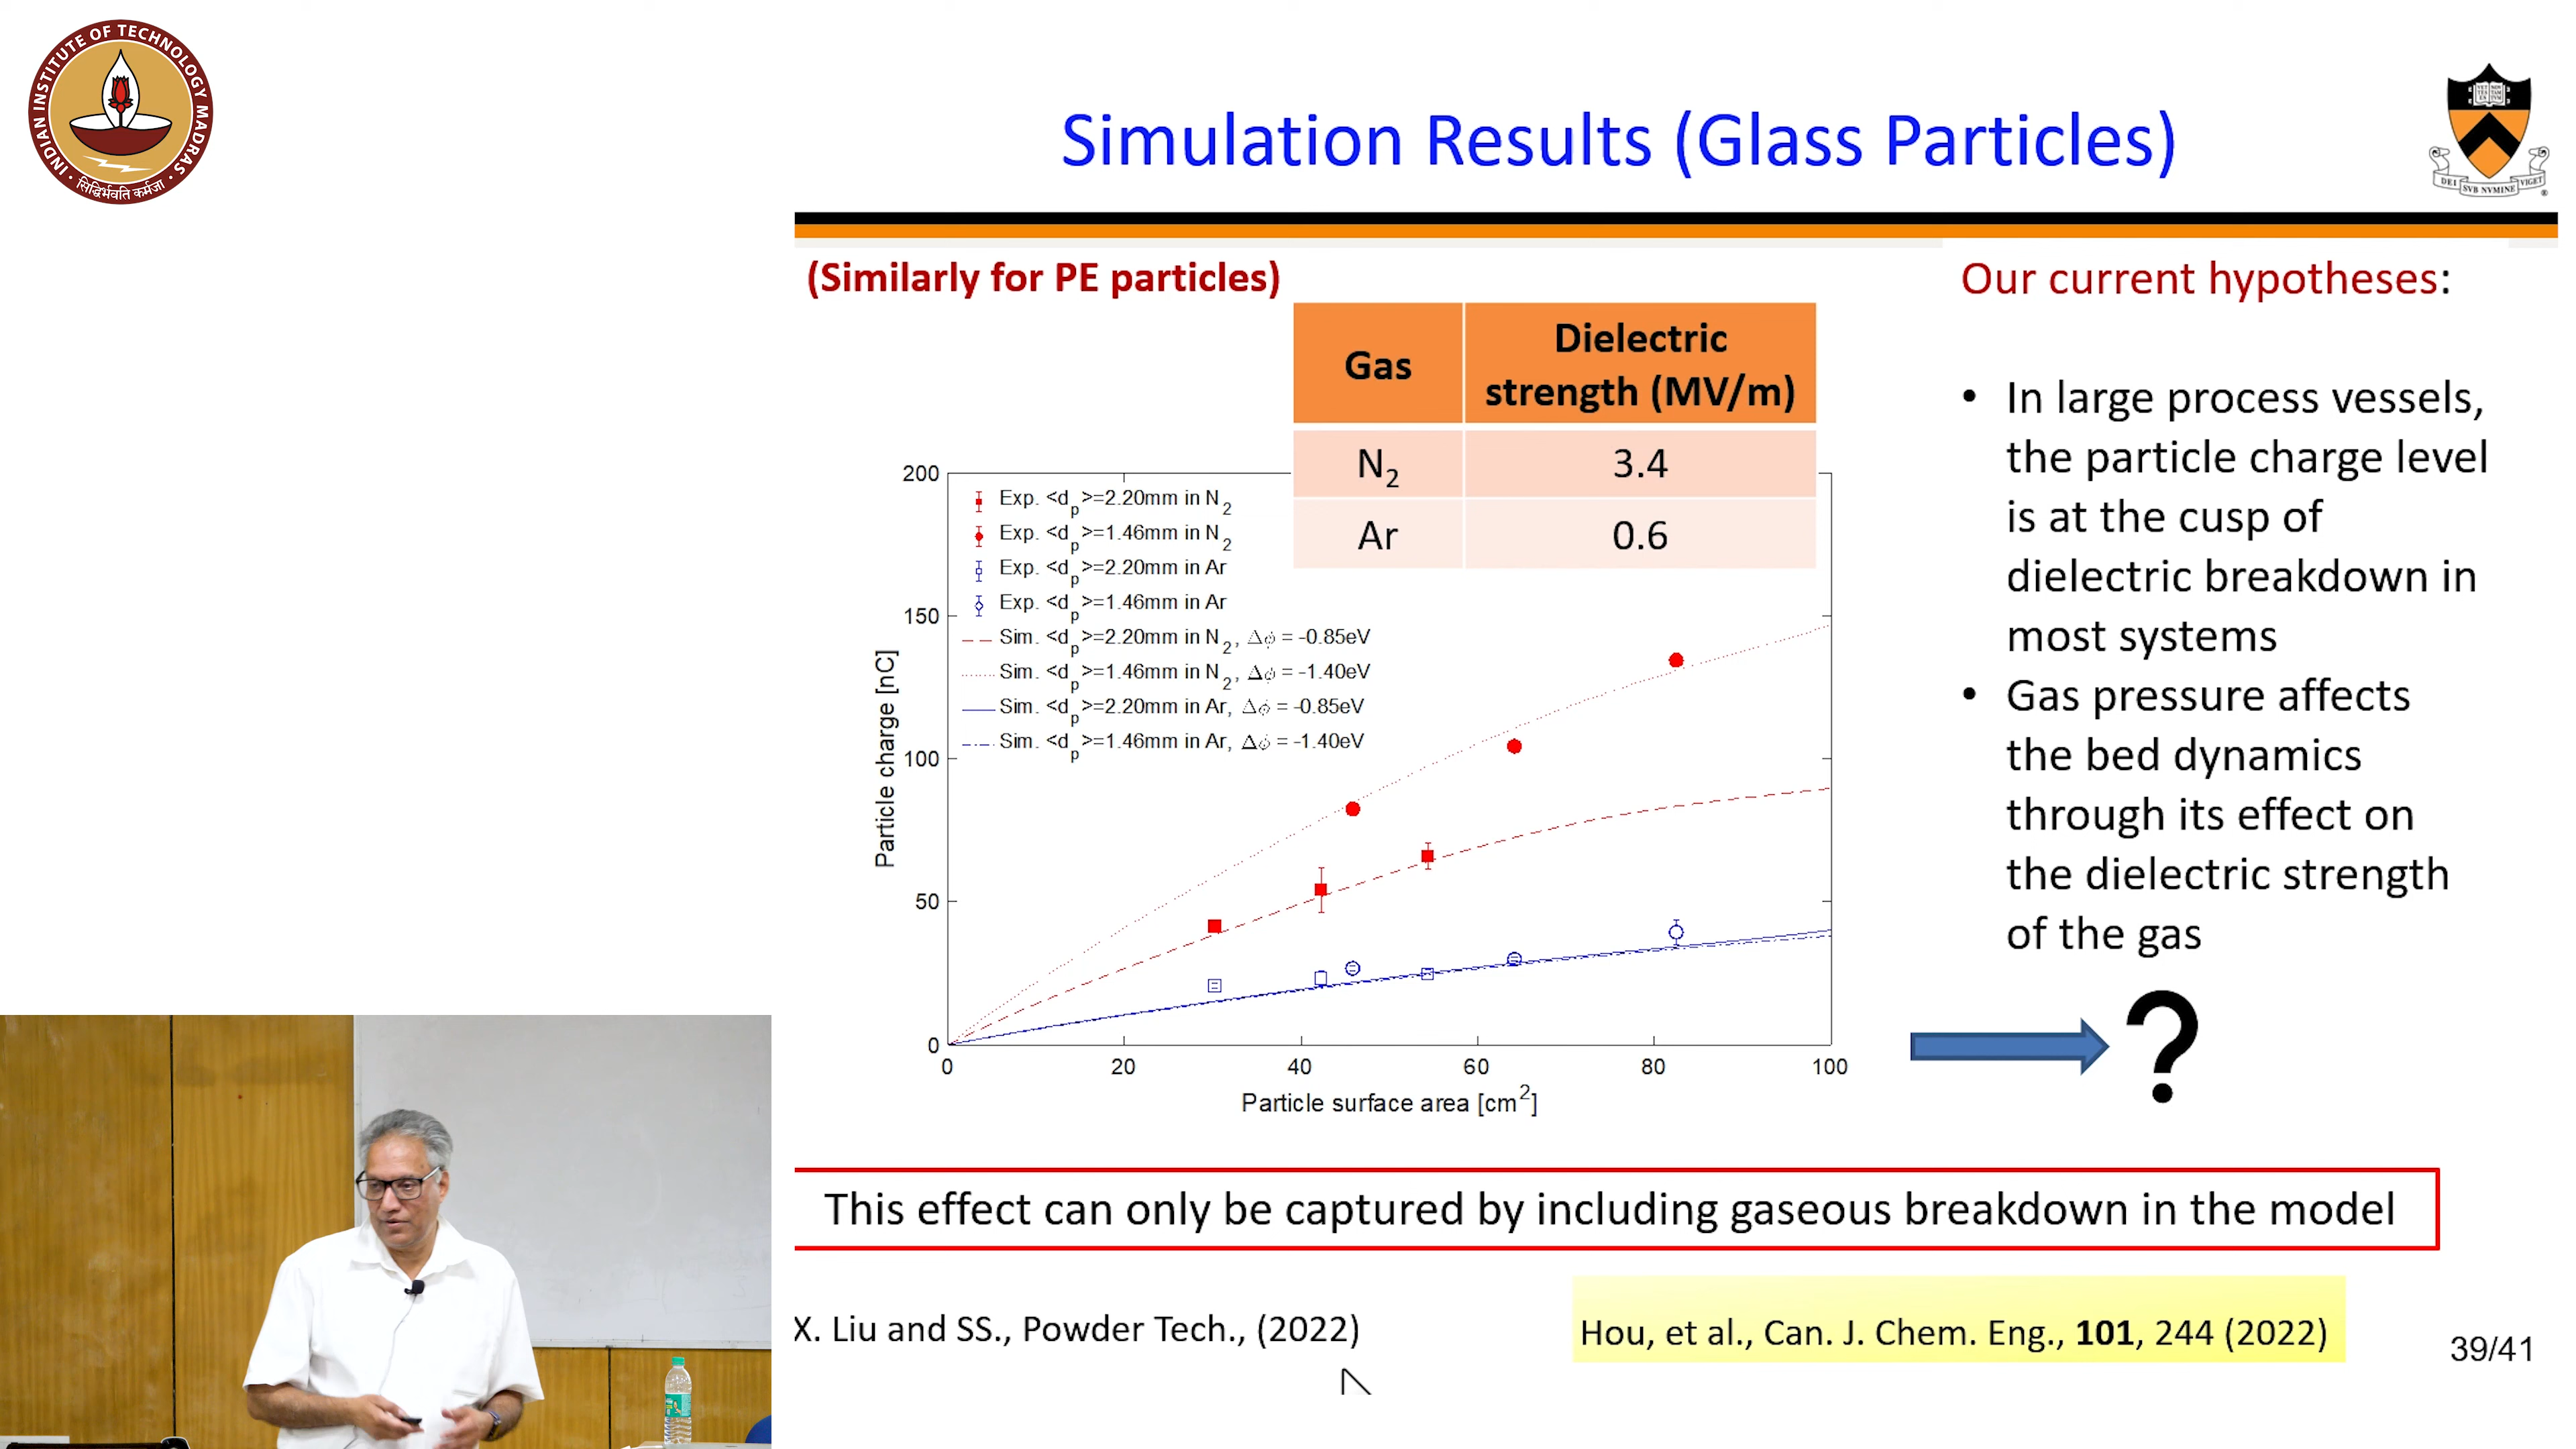 INDIAN INSTITUTE OF TECHNOLOGY MADRAS
सिद्धिर्भवति कर्मजा
Simulation Results (Glass Particles)
DEI SVB NVMINE VIGET
(Similarly for PE particles)
Gas Dielectric strength (MV/m)
N2 3.4
Ar 0.6
200
150
100
50
0
Particle charge [nC]
Exp. <dp>=2.20mm in N2
Exp. <dp>=1.46mm in N2
Exp. <dp>=2.20mm in Ar
Exp. <dp>=1.46mm in Ar
Sim. <dp>=2.20mm in N2, Δϕ = -0.85eV
Sim. <dp>=1.46mm in N2, Δϕ = -1.40eV
Sim. <dp>=2.20mm in Ar, Δϕ = -0.85eV
Sim. <dp>=1.46mm in Ar, Δϕ = -1.40eV
0 20 40 60 80 100
Particle surface area [cm2]
Our current hypotheses:
• In large process vessels,
the particle charge level
is at the cusp of
dielectric breakdown in
most systems
• Gas pressure affects
the bed dynamics
through its effect on
the dielectric strength
of the gas
?
This effect can only be captured by including gaseous breakdown in the model
X. Liu and SS., Powder Tech., (2022)
Hou, et al., Can. J. Chem. Eng., 101, 244 (2022)
39/41